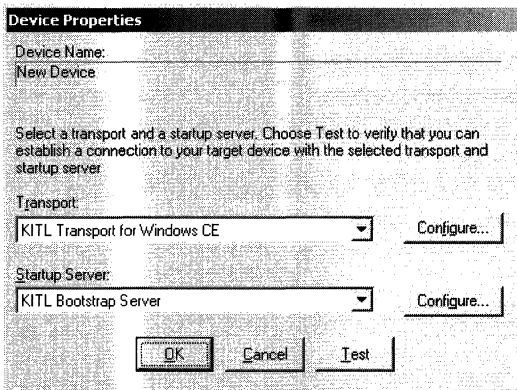 Device Properties
Device Name:
New Device
Select a transport and a startup server. Choose Test to verify that you can
establish a connection to your target device with the selected transport and
startup server
Transport:
KITL Transport for Windows CE
Configure...
Startup Server:
KITL Bootstrap Server
Configure...
OK Cancel Test